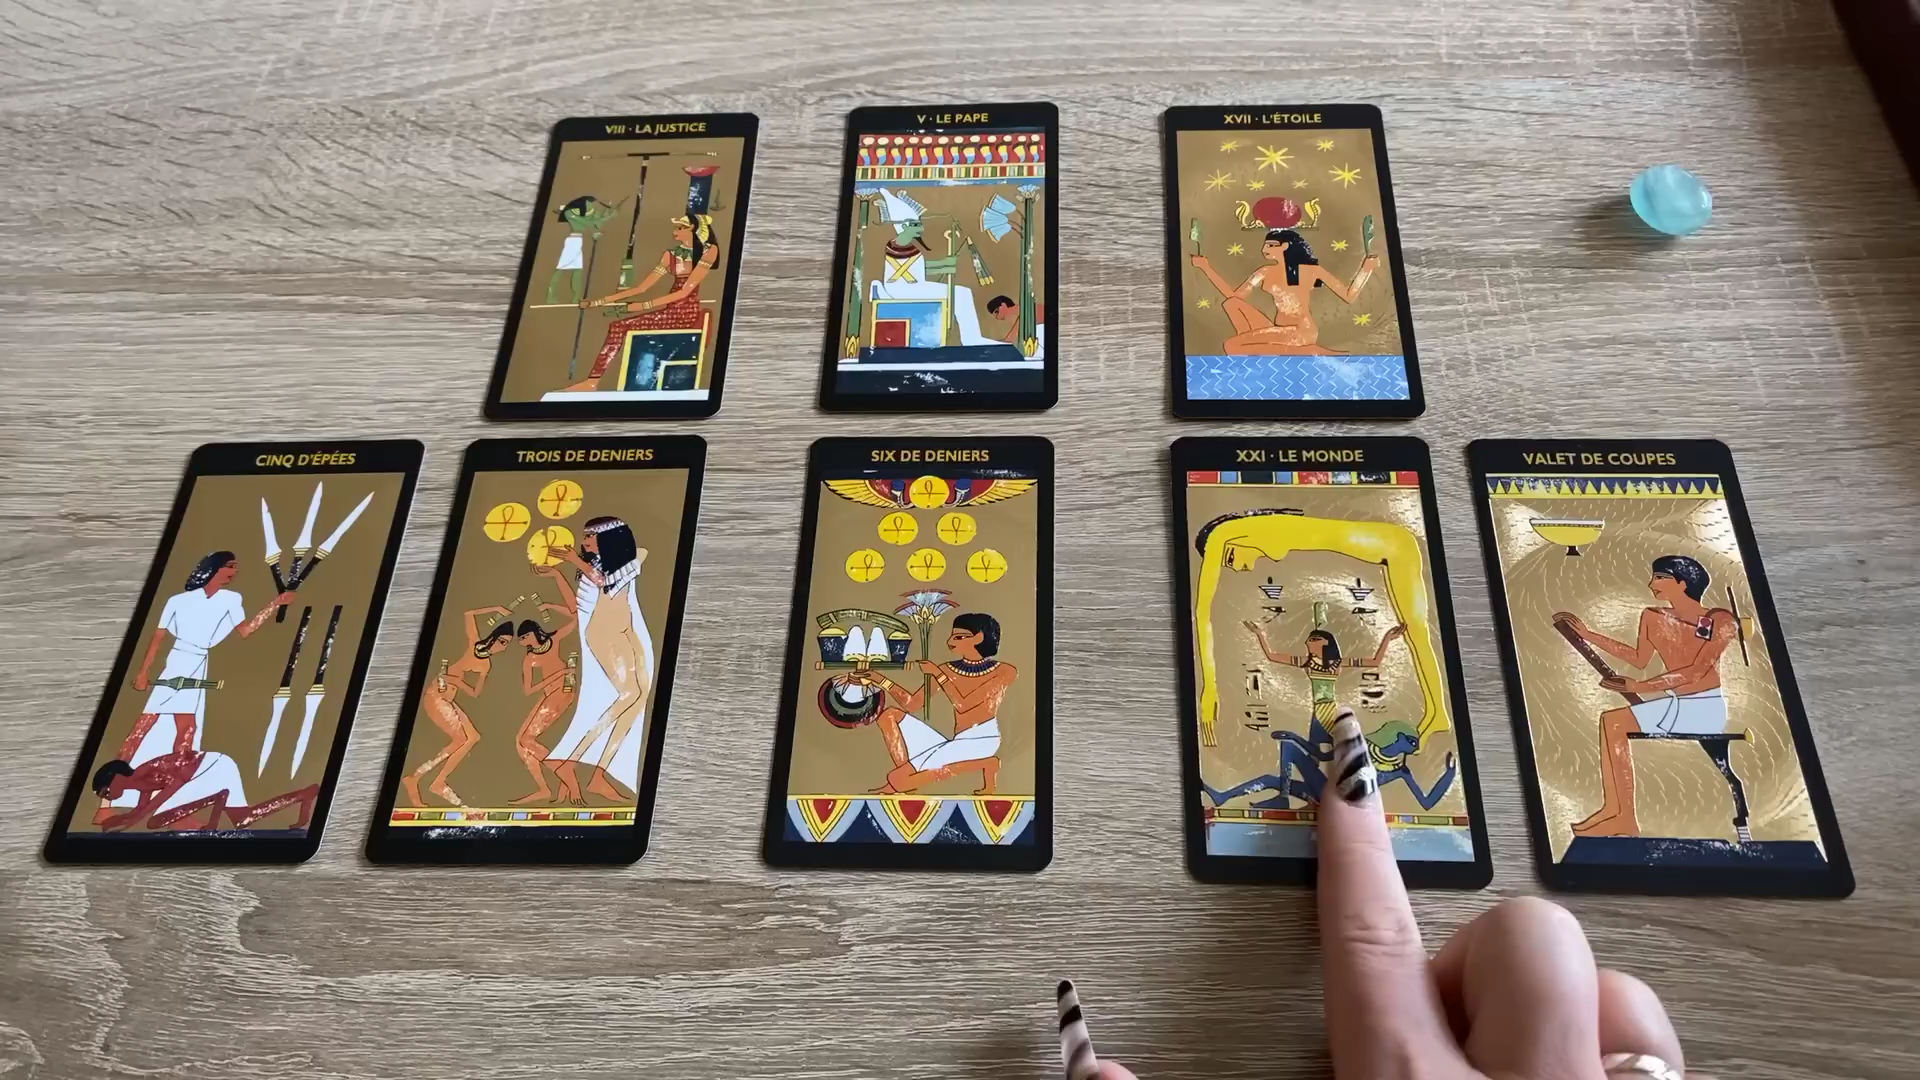 VIII · LA JUSTICE
V · LE PAPE
XVII · L'ÉTOILE
CINQ D'ÉPÉES
TROIS DE DENIERS
SIX DE DENIERS
XXI · LE MONDE
VALET DE COUPES